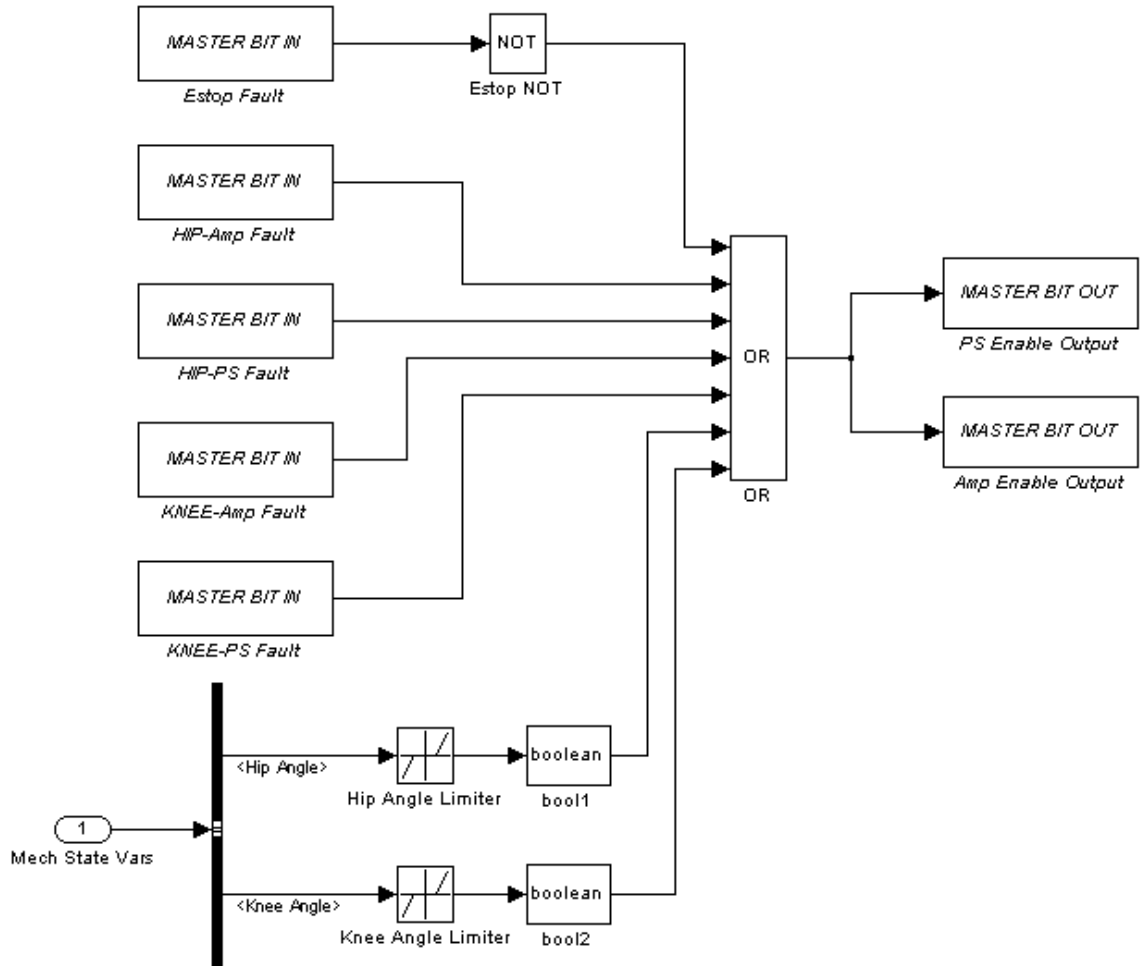 MASTER BIT IN
Estop Fault
NOT
Estop NOT
MASTER BIT IN
HIP-Amp Fault
MASTER BIT IN
HIP-PS Fault
MASTER BIT IN
KNEE-Amp Fault
MASTER BIT IN
KNEE-PS Fault
OR
OR
MASTER BIT OUT
PS Enable Output
MASTER BIT OUT
Amp Enable Output
1
Mech State Vars
<Hip Angle>
Hip Angle Limiter
boolean
bool1
<Knee Angle>
Knee Angle Limiter
boolean
bool2